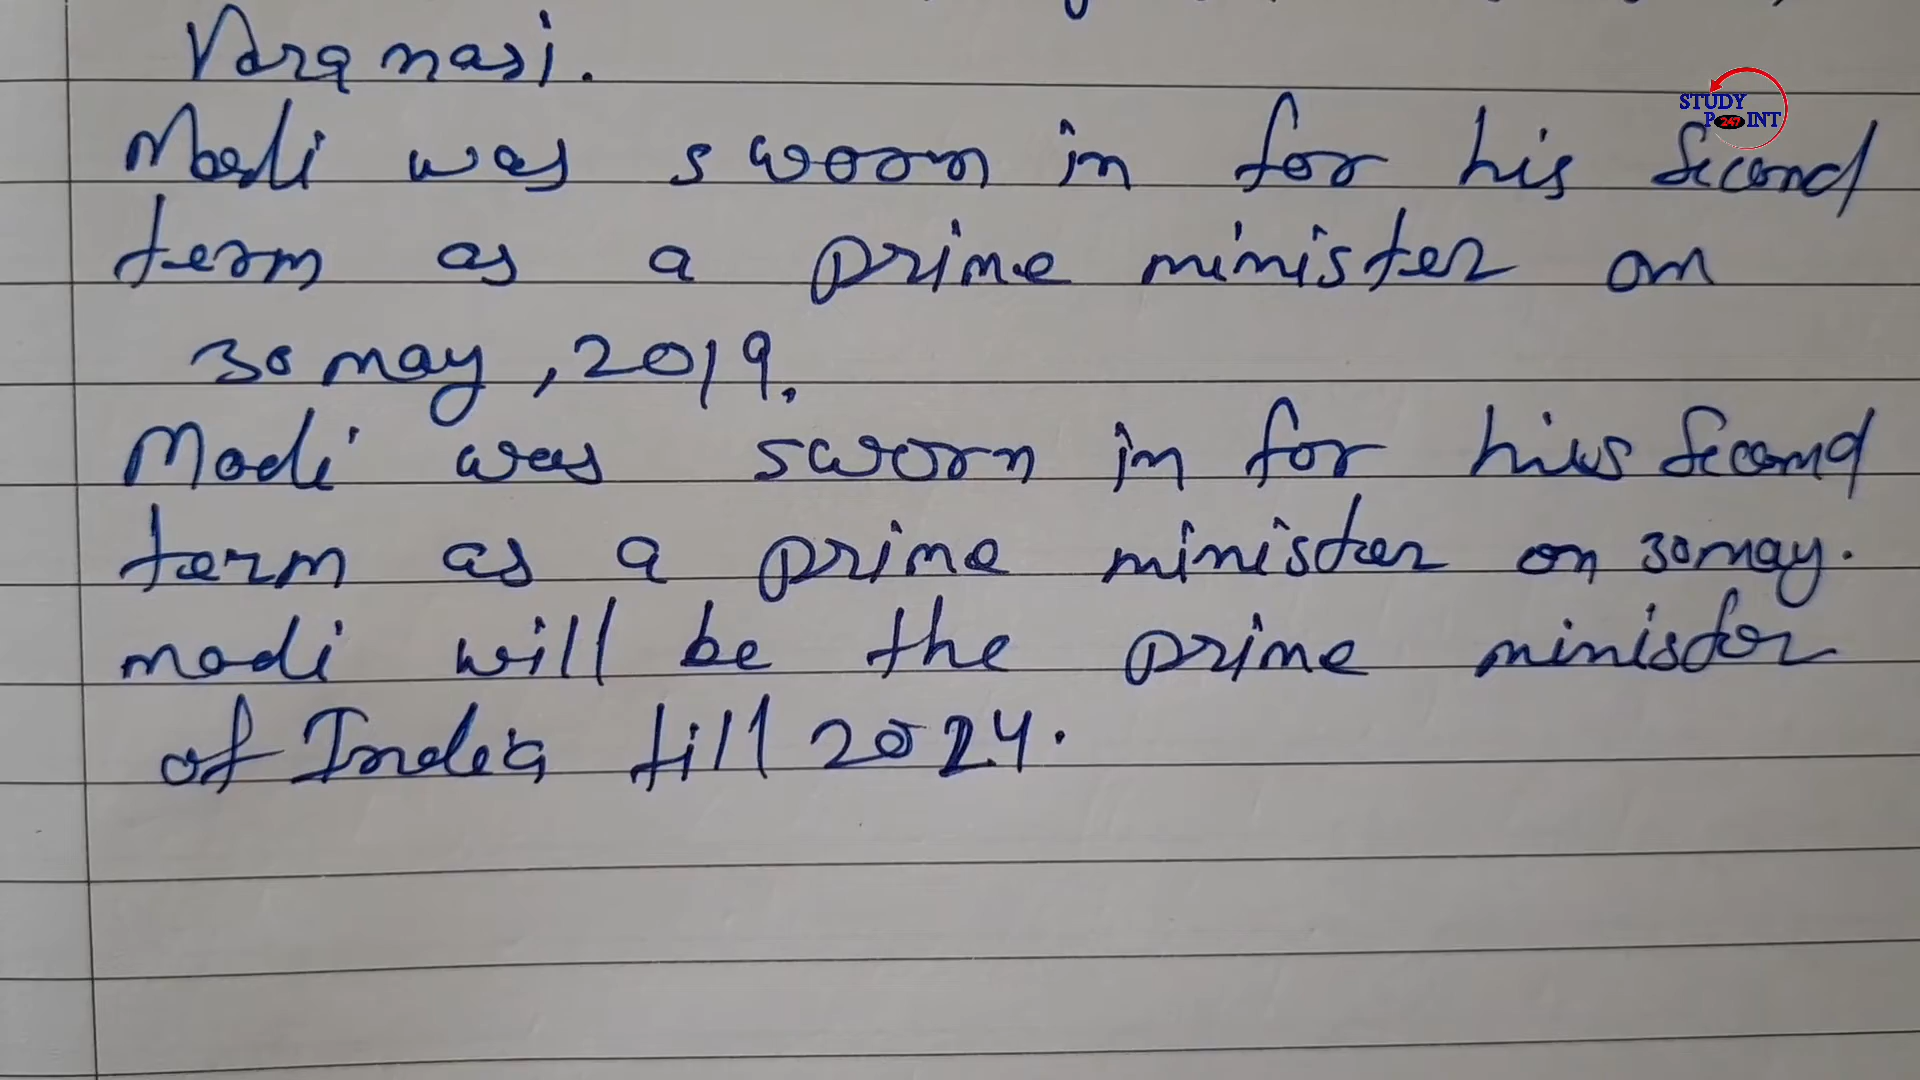 Varanasi.
Modi was sworn in for his Second
term as a prime minister on
30 may, 2019.
Modi was sworn in for his Second
term as a prime minister on 30 may.
modi will be the prime minister
of India till 2024.
STUDY
P 247 INT